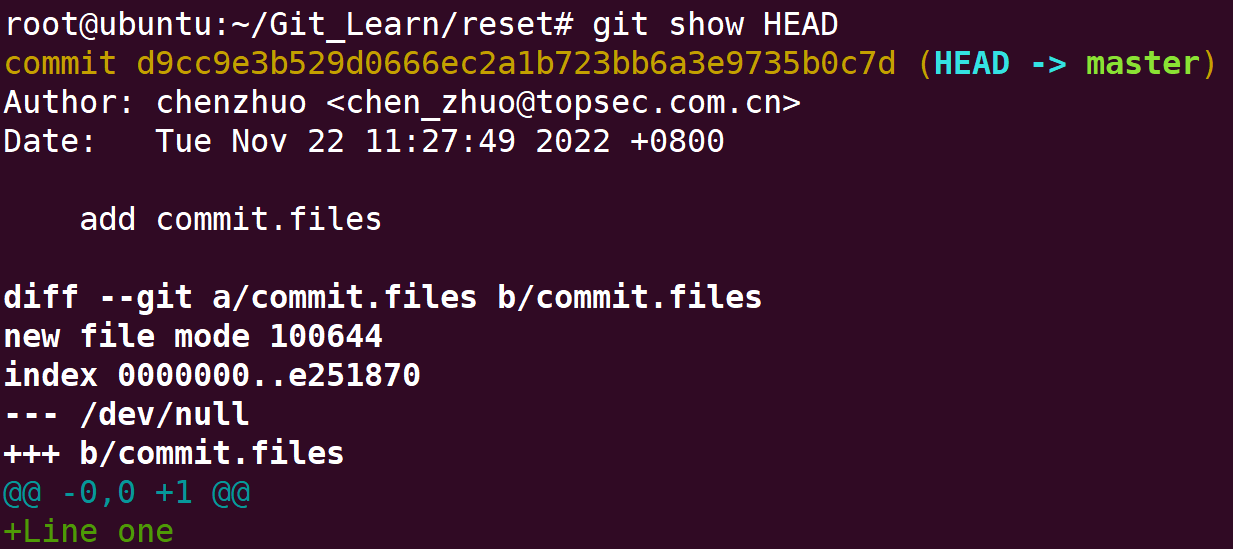 root@ubuntu:~/Git_Learn/reset# git show HEAD
commit d9cc9e3b529d0666ec2a1b723bb6a3e9735b0c7d (HEAD -> master)
Author: chenzhuo <chen_zhuo@topsec.com.cn>
Date:   Tue Nov 22 11:27:49 2022 +0800
    add commit.files
diff --git a/commit.files b/commit.files
new file mode 100644
index 0000000..e251870
--- /dev/null
+++ b/commit.files
@@ -0,0 +1 @@
+Line one